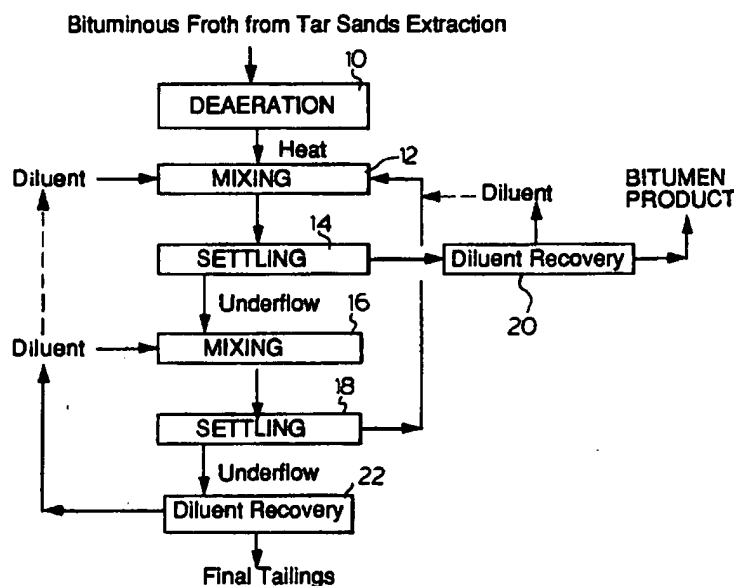 Bituminous Froth from Tar Sands Extraction
10
DEAERATION
Heat
12
Diluent
MIXING
Diluent
BITUMEN
PRODUCT
14
SETTLING
Diluent Recovery
20
Underflow
16
Diluent
MIXING
18
SETTLING
Underflow
22
Diluent Recovery
Final Tailings